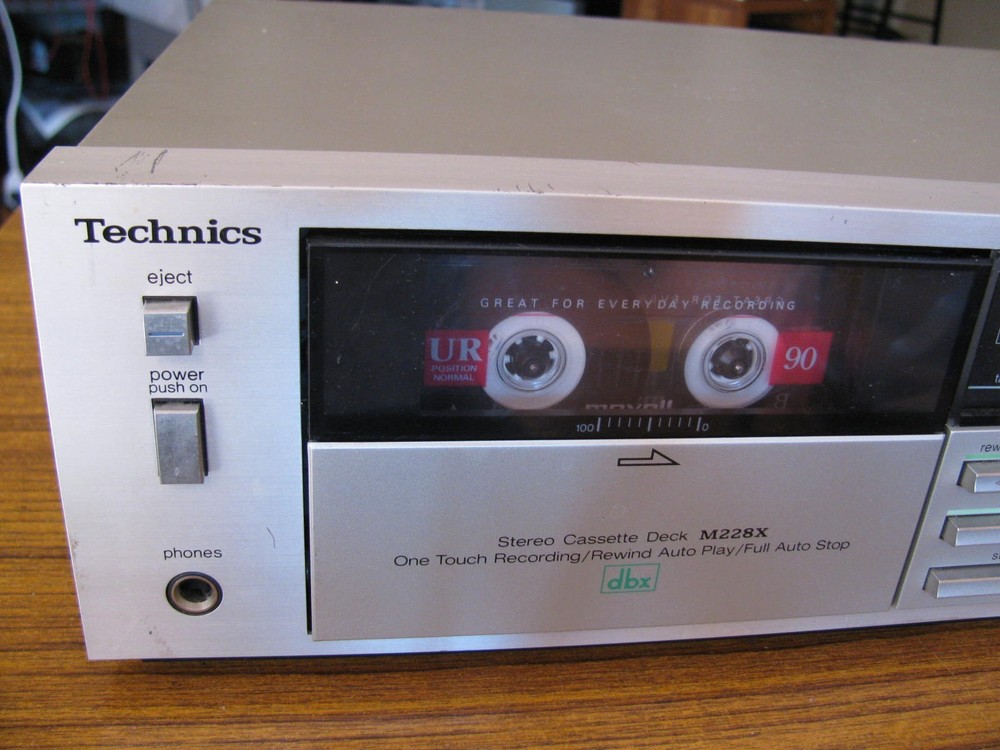 Technics
eject
power
push on
phones
GREAT FOR EVERYDAY RECORDING
UR
POSITION
NORMAL
90
maxell
100 0
Stereo Cassette Deck M228X
One Touch Recording/Rewind Auto Play/Full Auto Stop
dbx